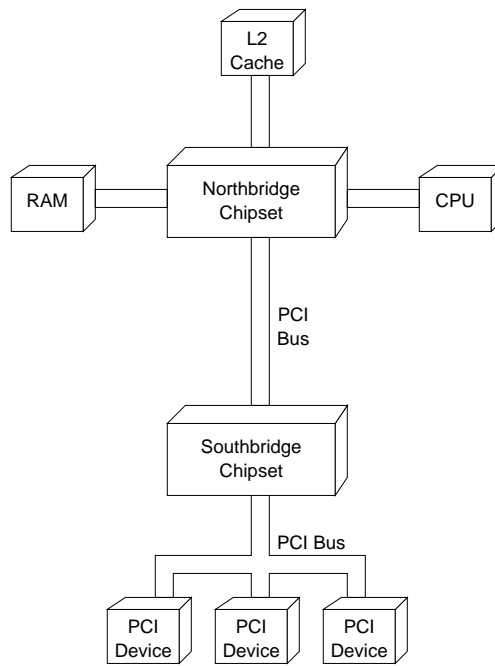 L2
Cache
RAM
Northbridge
Chipset
CPU
PCI
Bus
Southbridge
Chipset
PCI Bus
PCI
Device
PCI
Device
PCI
Device